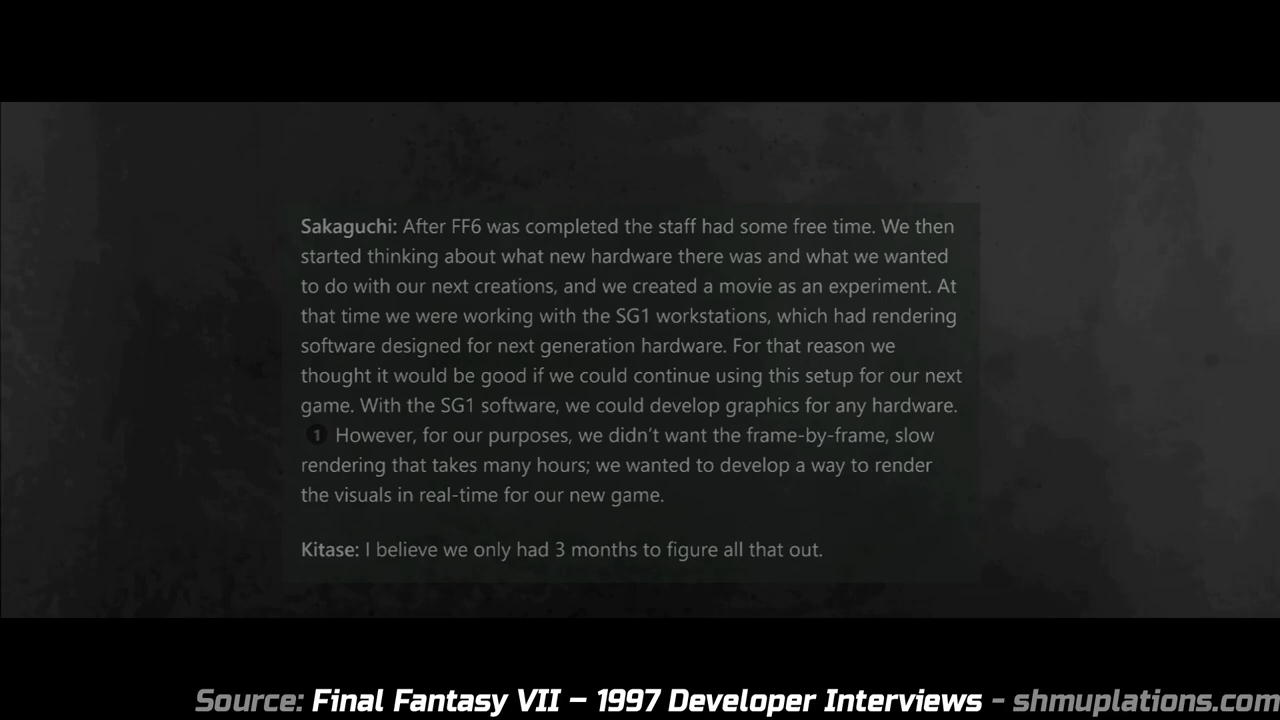 Sakaguchi: After FF6 was completed the staff had some free time. We then
started thinking about what new hardware there was and what we wanted
to do with our next creations, and we created a movie as an experiment. At
that time we were working with the SG1 workstations, which had rendering
software designed for next generation hardware. For that reason we
thought it would be good if we could continue using this setup for our next
game. With the SG1 software, we could develop graphics for any hardware.
1 However, for our purposes, we didn't want the frame-by-frame, slow
rendering that takes many hours; we wanted to develop a way to render
the visuals in real-time for our new game.
Kitase: I believe we only had 3 months to figure all that out.
Source: Final Fantasy VII – 1997 Developer Interviews - shmuplations.com